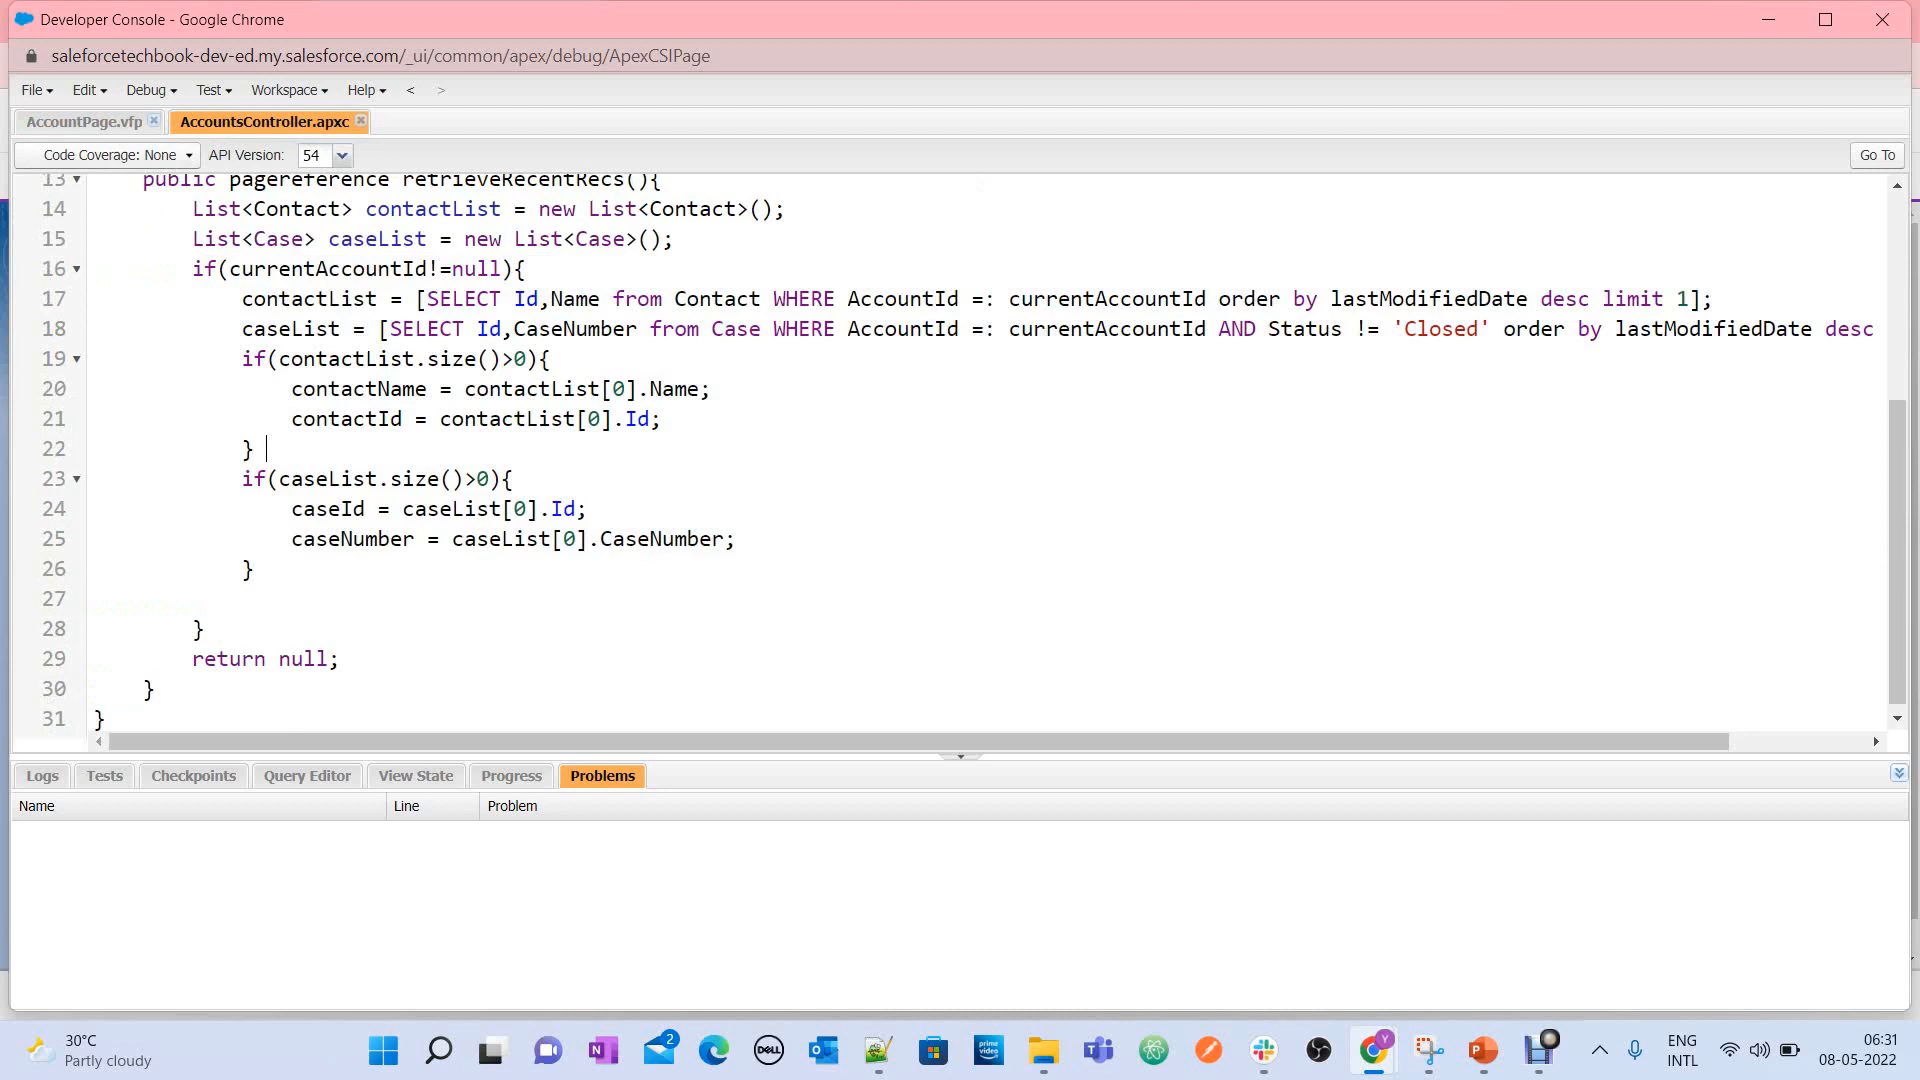 Developer Console - Google Chrome
saleforcetechbook-dev-ed.my.salesforce.com/_ui/common/apex/debug/ApexCSIPage
File Edit Debug Test Workspace Help < >
AccountPage.vfp AccountsController.apxc
Code Coverage: None API Version: 54 Go To
13 public pagereference retrieveRecentRecs(){
14 List<Contact> contactList = new List<Contact>();
15 List<Case> caseList = new List<Case>();
16 if(currentAccountId!=null){
17 contactList = [SELECT Id,Name from Contact WHERE AccountId =: currentAccountId order by lastModifiedDate desc limit 1];
18 caseList = [SELECT Id,CaseNumber from Case WHERE AccountId =: currentAccountId AND Status != 'Closed' order by lastModifiedDate desc
19 if(contactList.size()>0){
20 contactName = contactList[0].Name;
21 contactId = contactList[0].Id;
22 }
23 if(caseList.size()>0){
24 caseId = caseList[0].Id;
25 caseNumber = caseList[0].CaseNumber;
26 }
27
28 }
29 return null;
30 }
31 }
Logs Tests Checkpoints Query Editor View State Progress Problems
Name Line Problem
30°C
Partly cloudy
2
DELL
prime video
Y
ENG
INTL
06:31
08-05-2022